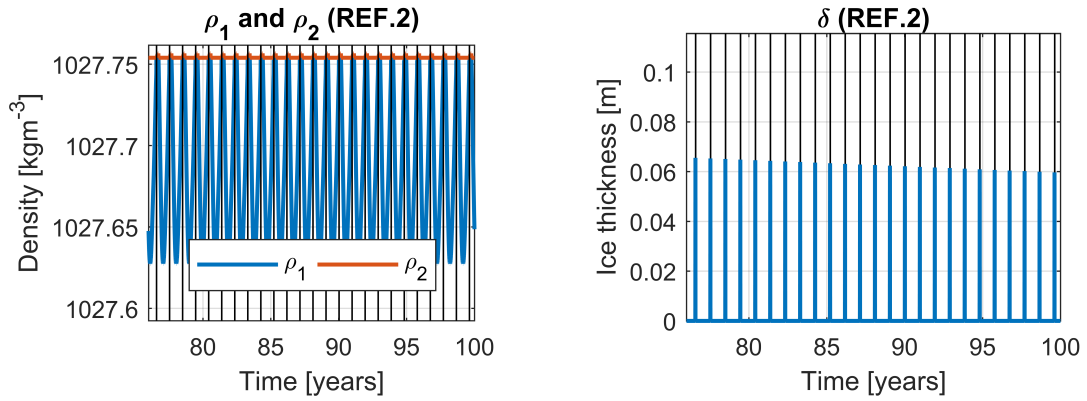 ρ1 and ρ2 (REF.2)
Density [kgm-3]
1027.75
1027.7
1027.65
1027.6
ρ1 ρ2
80 85 90 95 100
Time [years]
δ (REF.2)
Ice thickness [m]
0.1
0.08
0.06
0.04
0.02
0
80 85 90 95 100
Time [years]